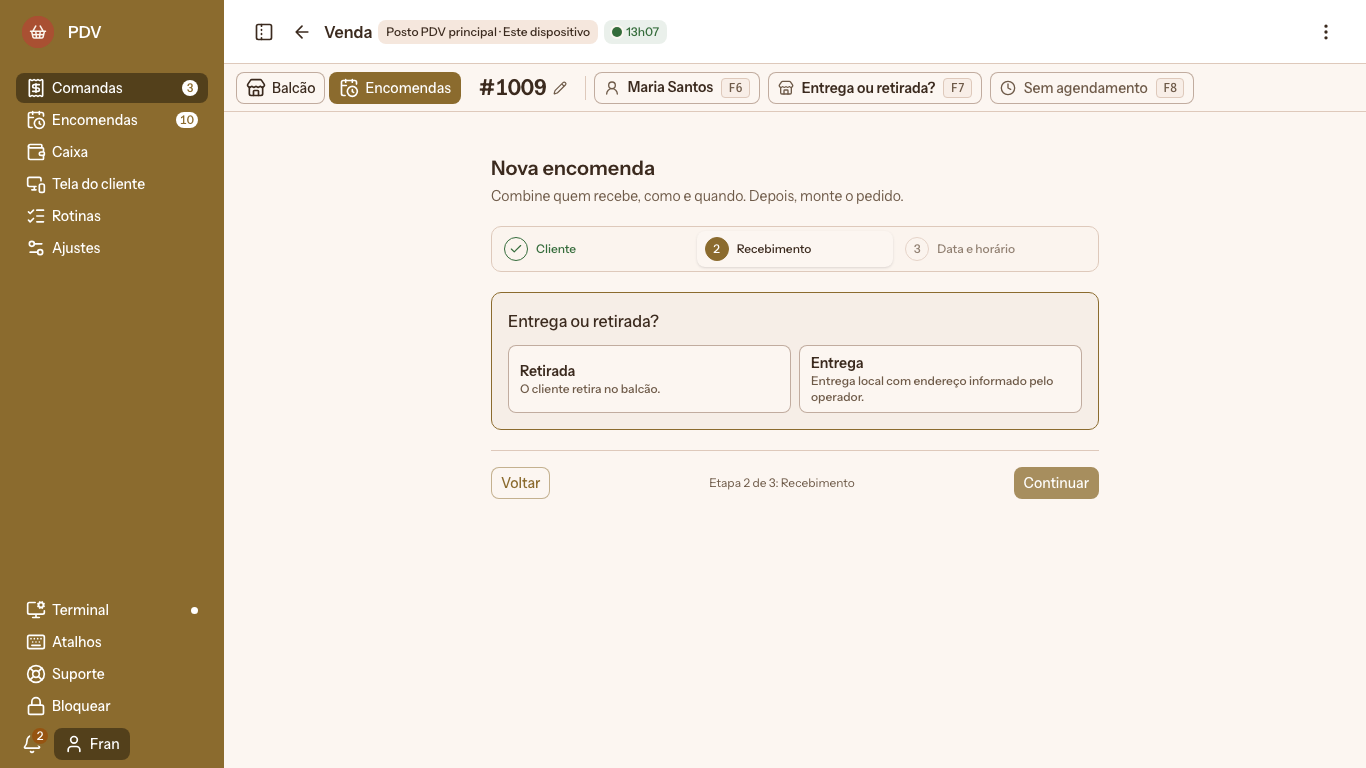 PDV
Venda
Posto PDV principal · Este dispositivo
13h07
Comandas
3
Encomendas
10
Caixa
Tela do cliente
Rotinas
Ajustes
Balcão
Encomendas
#1009
Maria Santos F6
Entrega ou retirada? F7
Sem agendamento F8
Nova encomenda
Combine quem recebe, como e quando. Depois, monte o pedido.
Cliente
2 Recebimento
3 Data e horário
Entrega ou retirada?
Retirada
O cliente retira no balcão.
Entrega
Entrega local com endereço informado pelo
operador.
Voltar
Etapa 2 de 3: Recebimento
Continuar
Terminal
Atalhos
Suporte
Bloquear
2
Fran